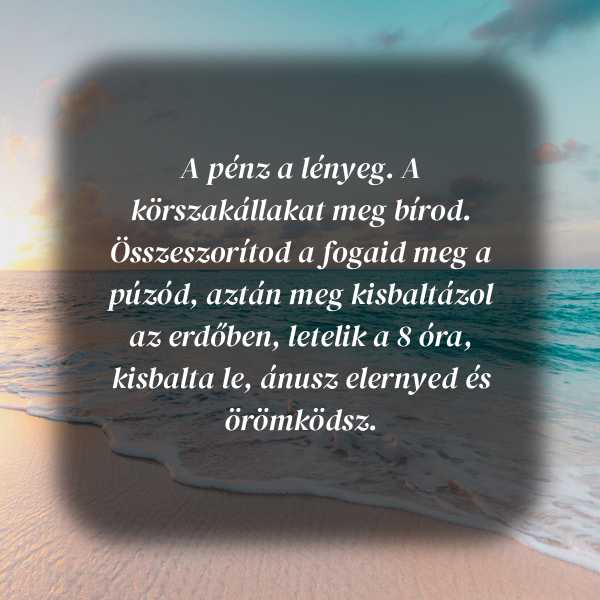 A pénz a lényeg. A
körszakállakat meg bírod.
Összeszorítod a fogaid meg a
púzód, aztán meg kisbaltázol
az erdőben, letelik a 8 óra,
kisbalta le, ánusz elernyed és
örömködsz.